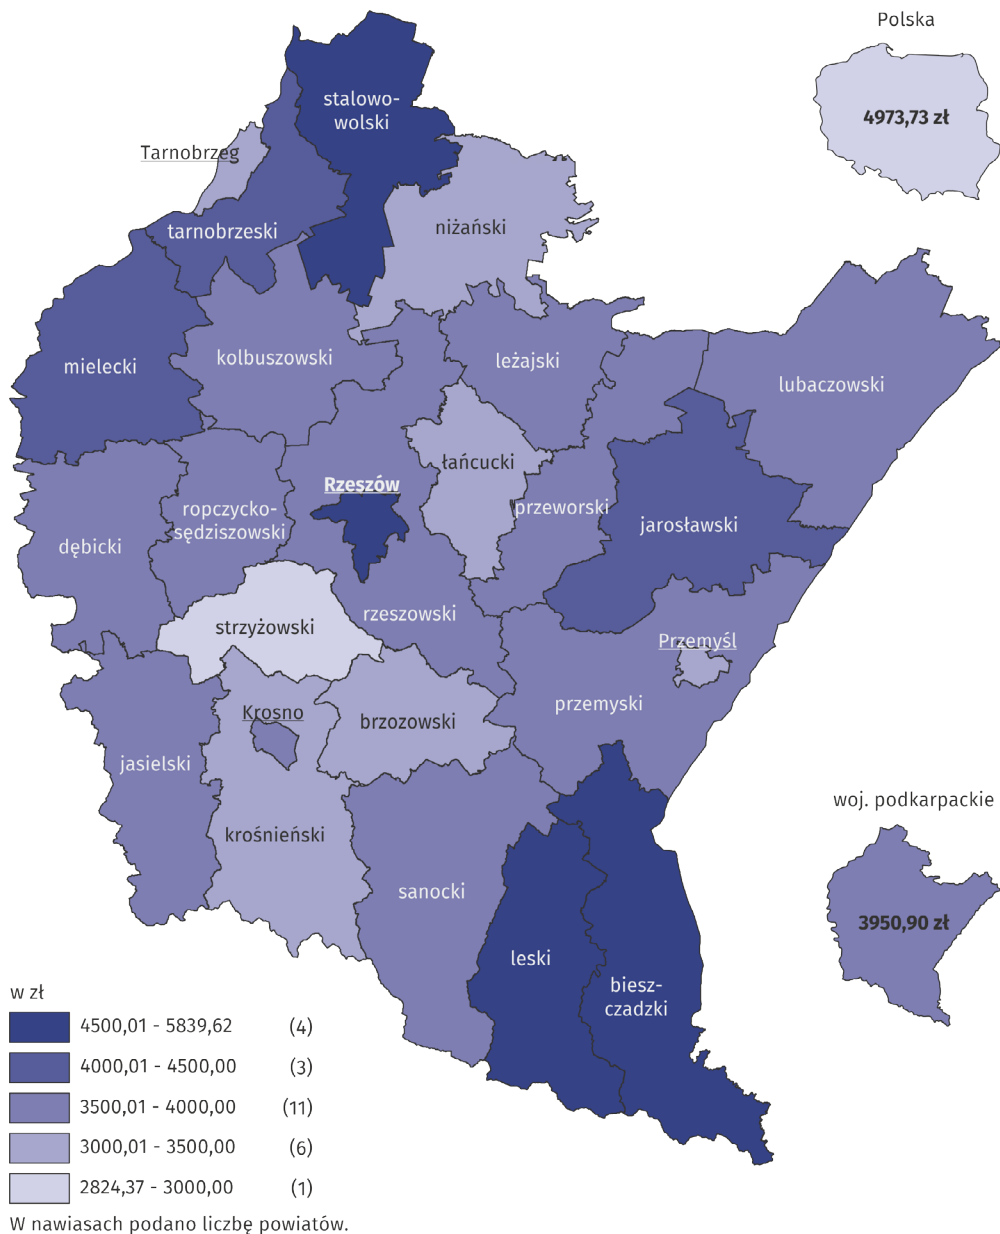 Polska
4973,73 zł
stalowo-
wolski
Tarnobrzeg
tarnobrzeski
niżański
mielecki
kolbuszowski
leżajski
lubaczowski
łańcucki
Rzeszów
ropczycko-
sędziszowski
przeworski
jarosławski
dębicki
rzeszowski
strzyżowski
Przemyśl
przemyski
Krosno
brzozowski
jasielski
krośnieński
sanocki
leski
biesz-
czadzki
woj. podkarpackie
3950,90 zł
w zł
4500,01 - 5839,62 (4)
4000,01 - 4500,00 (3)
3500,01 - 4000,00 (11)
3000,01 - 3500,00 (6)
2824,37 - 3000,00 (1)
W nawiasach podano liczbę powiatów.